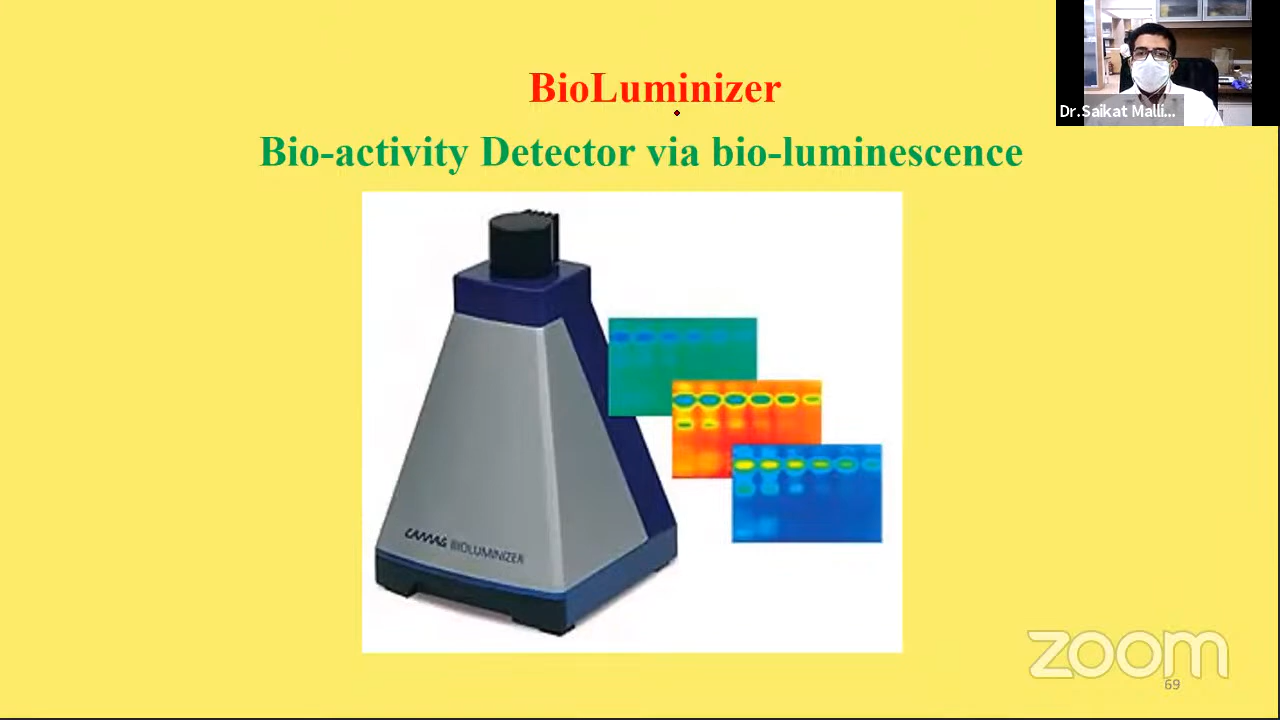 BioLuminizer
Dr.Saikat Malli...
Bio-activity Detector via bio-luminescence
CAMAG BIOLUMINIZER
zoom
69